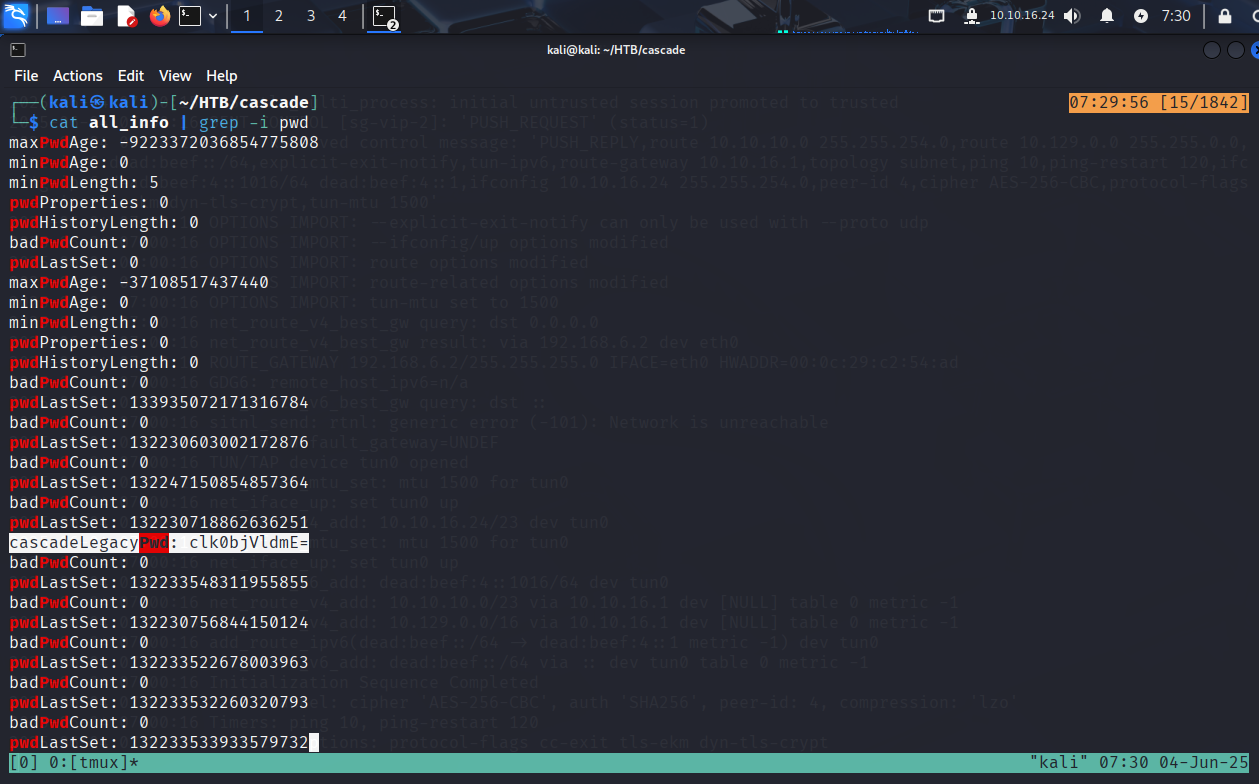 1 2 3 4
2
10.10.16.24
7:30
kali@kali: ~/HTB/cascade
File Actions Edit View Help
┌──(kali㉿kali)-[~/HTB/cascade]
07:29:56 [15/1842]
└─$ cat all_info | grep -i pwd
maxPwdAge: -9223372036854775808
minPwdAge: 0
minPwdLength: 5
pwdProperties: 0
pwdHistoryLength: 0
badPwdCount: 0
pwdLastSet: 0
maxPwdAge: -37108517437440
minPwdAge: 0
minPwdLength: 0
pwdProperties: 0
pwdHistoryLength: 0
badPwdCount: 0
pwdLastSet: 133935072171316784
badPwdCount: 0
pwdLastSet: 132230603002172876
badPwdCount: 0
pwdLastSet: 132247150854857364
badPwdCount: 0
pwdLastSet: 132230718862636251
cascadeLegacyPwd: clk0bjVldmE=
badPwdCount: 0
pwdLastSet: 132233548311955855
badPwdCount: 0
pwdLastSet: 132230756844150124
badPwdCount: 0
pwdLastSet: 132233522678003963
badPwdCount: 0
pwdLastSet: 132233532260320793
badPwdCount: 0
pwdLastSet: 132233533933579732
[0] 0:[tmux]* "kali" 07:30 04-Jun-25